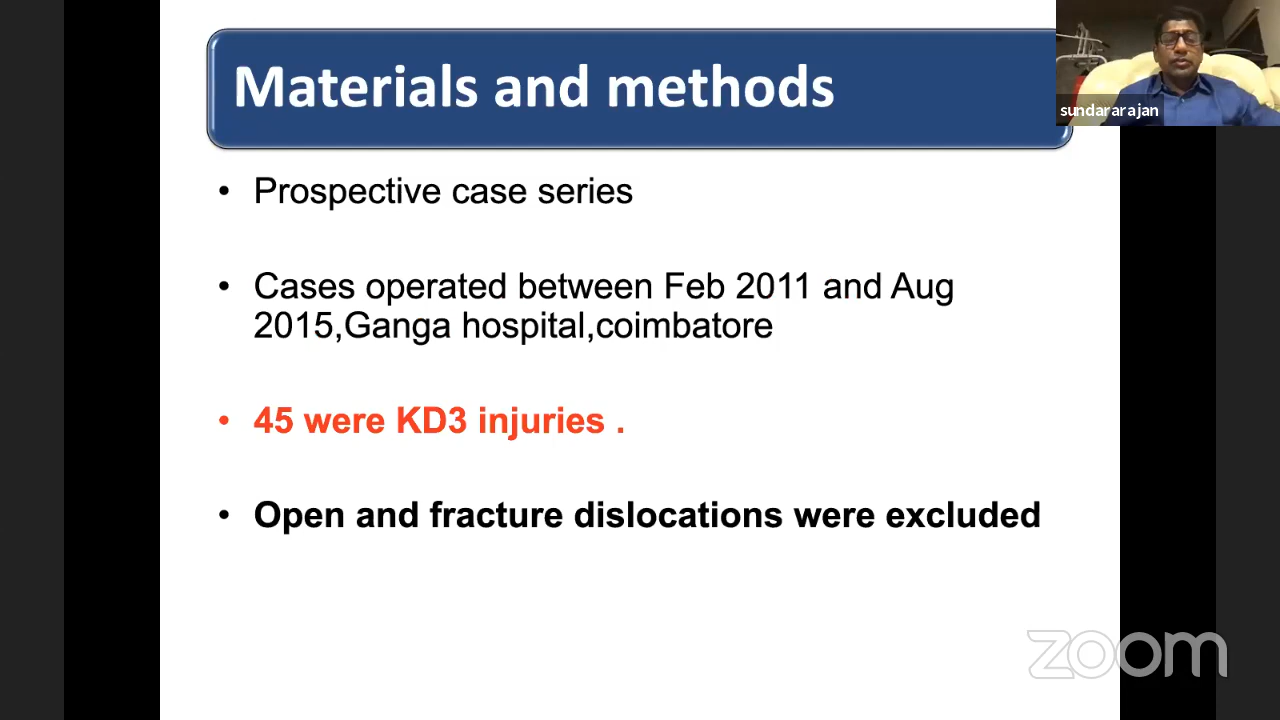 Materials and methods
sundararajan
• Prospective case series
• Cases operated between Feb 2011 and Aug
2015,Ganga hospital,coimbatore
• 45 were KD3 injuries .
• Open and fracture dislocations were excluded
zoom